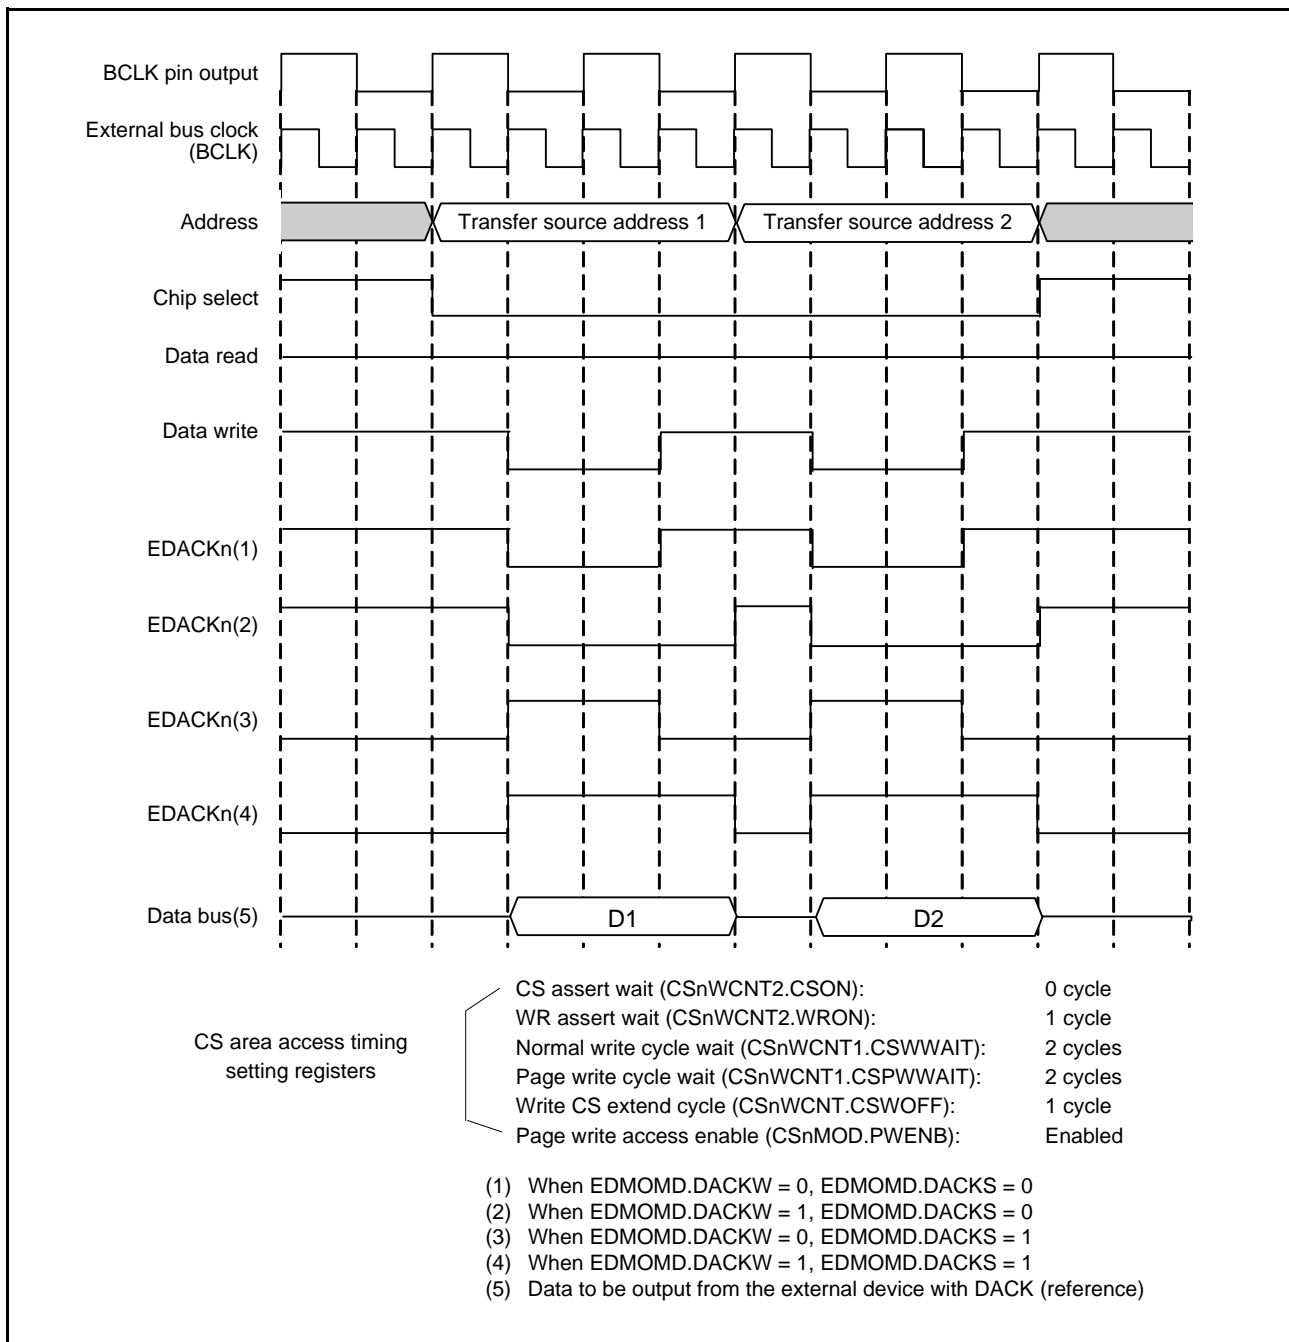 BCLK pin output
External bus clock
(BCLK)
Address
Transfer source address 1
Transfer source address 2
Chip select
Data read
Data write
EDACKn(1)
EDACKn(2)
EDACKn(3)
EDACKn(4)
Data bus(5)
D1
D2
CS area access timing
setting registers
CS assert wait (CSnWCNT2.CSON): 0 cycle
WR assert wait (CSnWCNT2.WRON): 1 cycle
Normal write cycle wait (CSnWCNT1.CSWWAIT): 2 cycles
Page write cycle wait (CSnWCNT1.CSPWWAIT): 2 cycles
Write CS extend cycle (CSnWCNT.CSWOFF): 1 cycle
Page write access enable (CSnMOD.PWENB): Enabled
(1) When EDMOMD.DACKW = 0, EDMOMD.DACKS = 0
(2) When EDMOMD.DACKW = 1, EDMOMD.DACKS = 0
(3) When EDMOMD.DACKW = 0, EDMOMD.DACKS = 1
(4) When EDMOMD.DACKW = 1, EDMOMD.DACKS = 1
(5) Data to be output from the external device with DACK (reference)